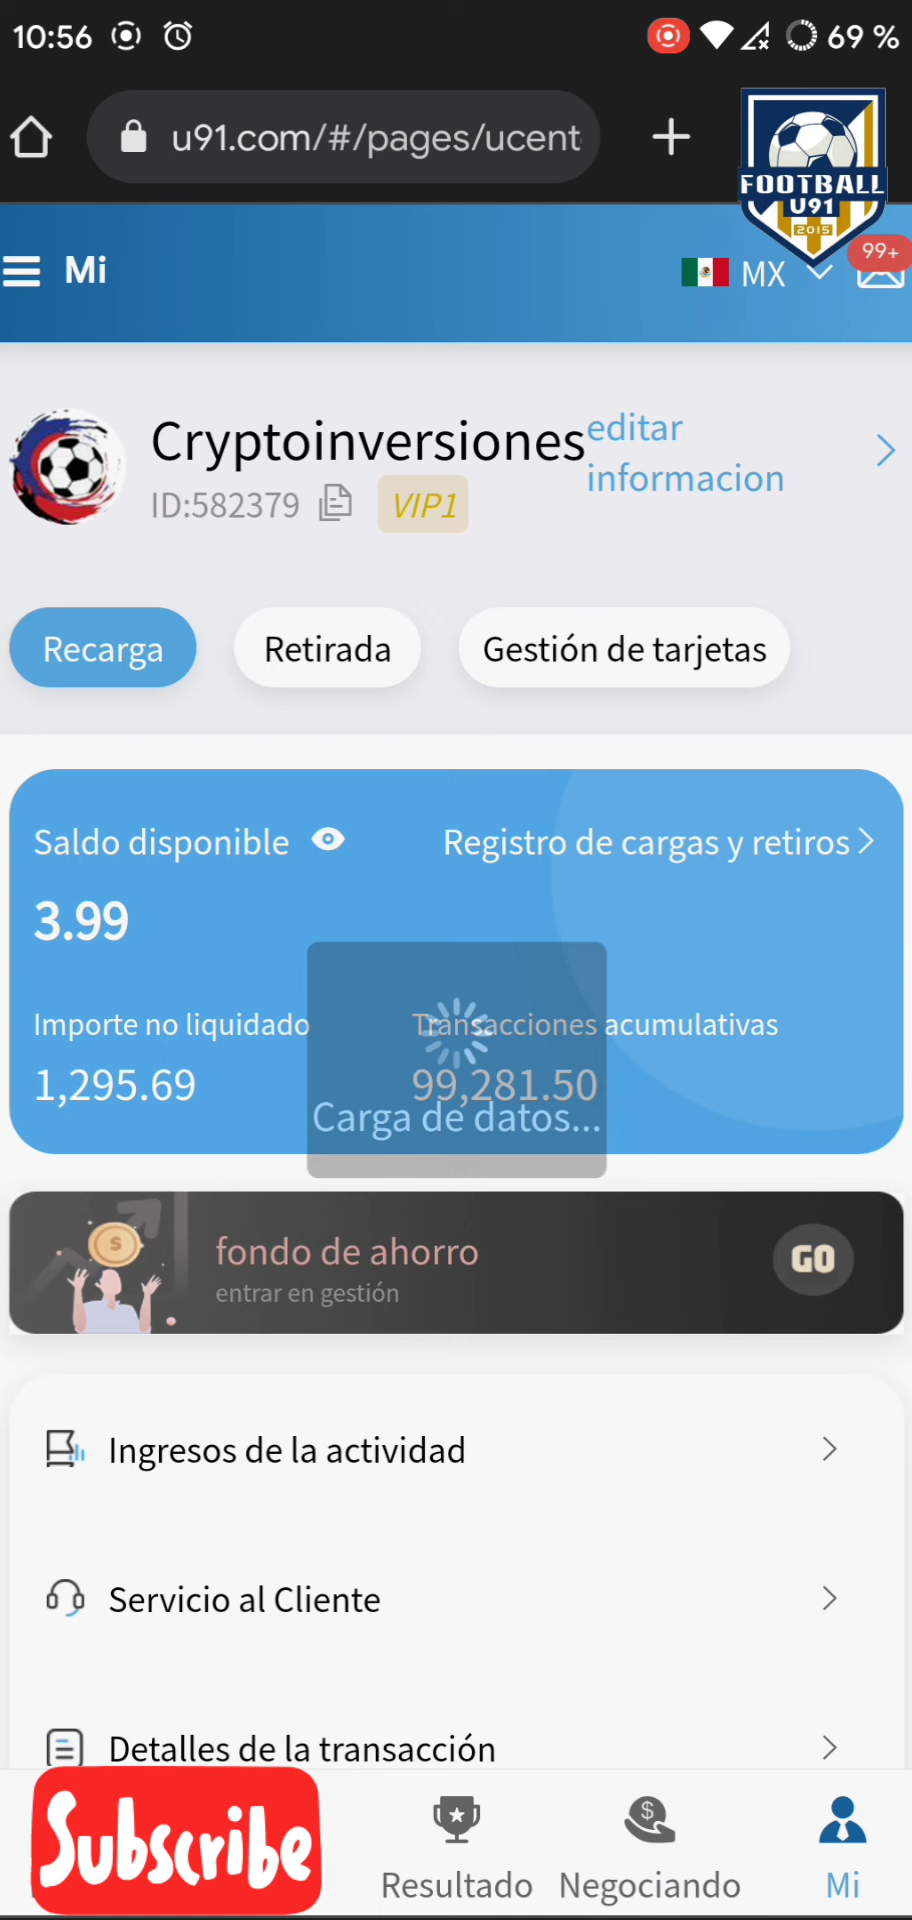 10:56
69 %
u91.com/#/pages/ucent
FOOTBALL
U91
2015
Mi
MX
99+
Cryptoinversiones
editar
informacion
ID:582379
VIP1
Recarga
Retirada
Gestión de tarjetas
Saldo disponible
Registro de cargas y retiros
3.99
Importe no liquidado
Transacciones acumulativas
1,295.69
99,281.50
Carga de datos...
fondo de ahorro
entrar en gestión
GO
Ingresos de la actividad
Servicio al Cliente
Detalles de la transacción
Subscribe
Resultado
Negociando
Mi